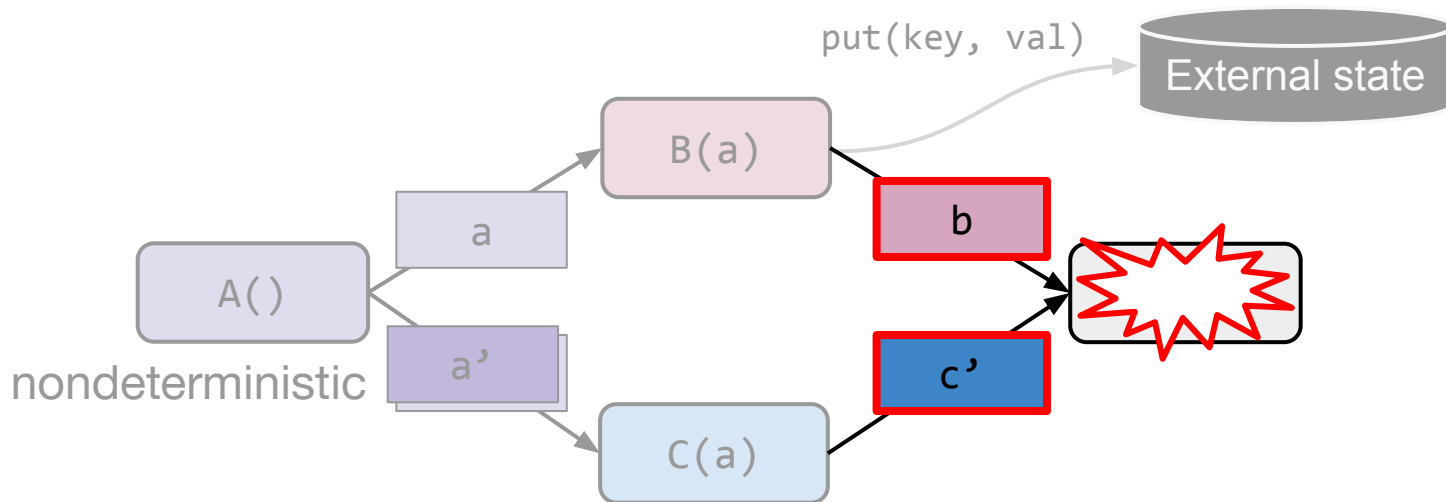 put(key, val)
External state
B(a)
a
b
A()
a’
c’
nondeterministic
C(a)